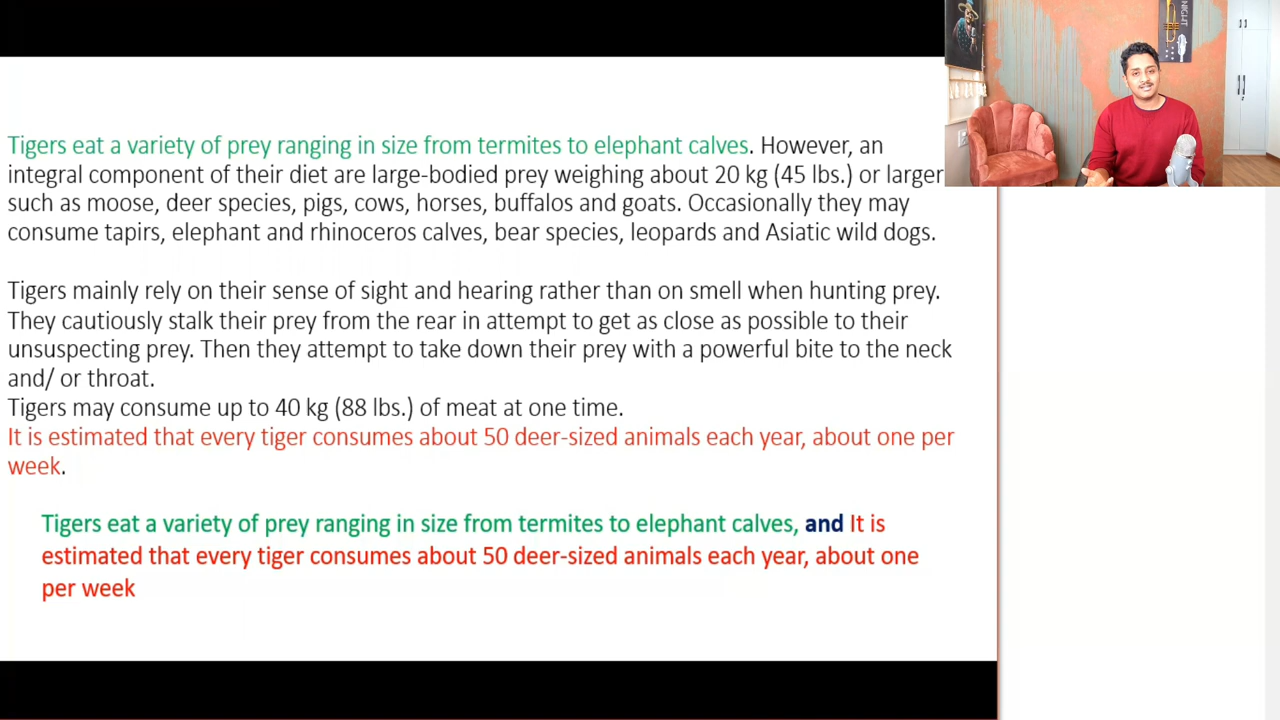 NIGHT
Tigers eat a variety of prey ranging in size from termites to elephant calves. However, an
integral component of their diet are large-bodied prey weighing about 20 kg (45 lbs.) or larger
such as moose, deer species, pigs, cows, horses, buffalos and goats. Occasionally they may
consume tapirs, elephant and rhinoceros calves, bear species, leopards and Asiatic wild dogs.
Tigers mainly rely on their sense of sight and hearing rather than on smell when hunting prey.
They cautiously stalk their prey from the rear in attempt to get as close as possible to their
unsuspecting prey. Then they attempt to take down their prey with a powerful bite to the neck
and/ or throat.
Tigers may consume up to 40 kg (88 lbs.) of meat at one time.
It is estimated that every tiger consumes about 50 deer-sized animals each year, about one per
week.
Tigers eat a variety of prey ranging in size from termites to elephant calves, and It is
estimated that every tiger consumes about 50 deer-sized animals each year, about one
per week